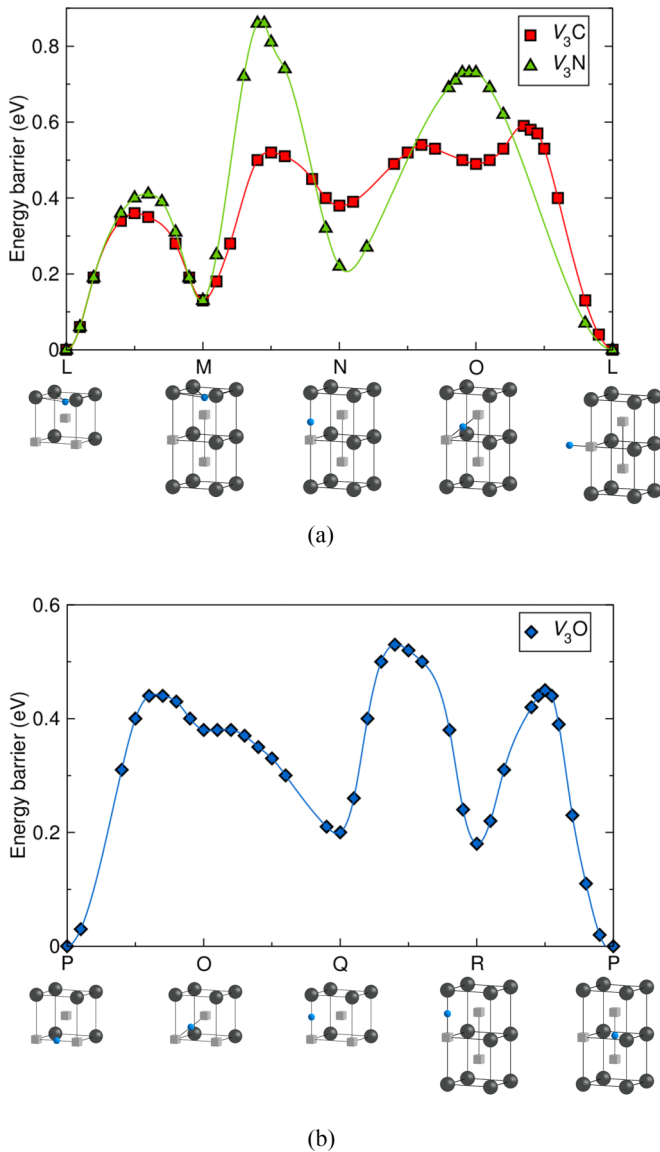 V3C
V3N
Energy barrier (eV)
0.8
0.6
0.4
0.2
0
L M N O L
(a)
V3O
Energy barrier (eV)
0.6
0.4
0.2
0
P O Q R P
(b)